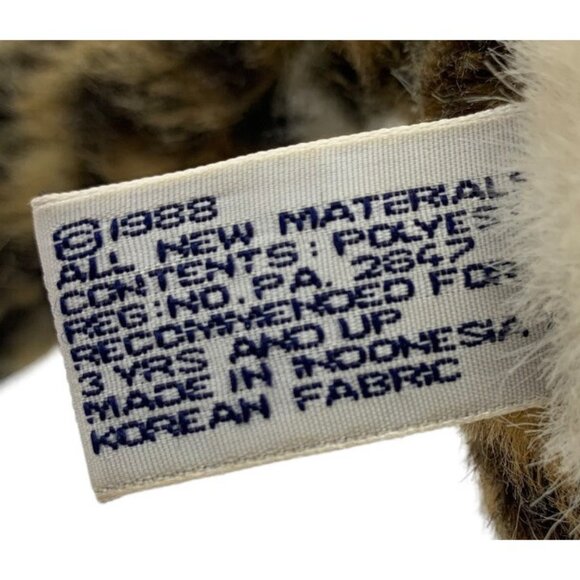 ©1988
ALL NEW MATERIALS
CONTENTS: POLYES
REG. NO. P.A. 2847
RECOMMENDED FOR
3 YRS AND UP
MADE IN INDONESIA.
KOREAN FABRIC